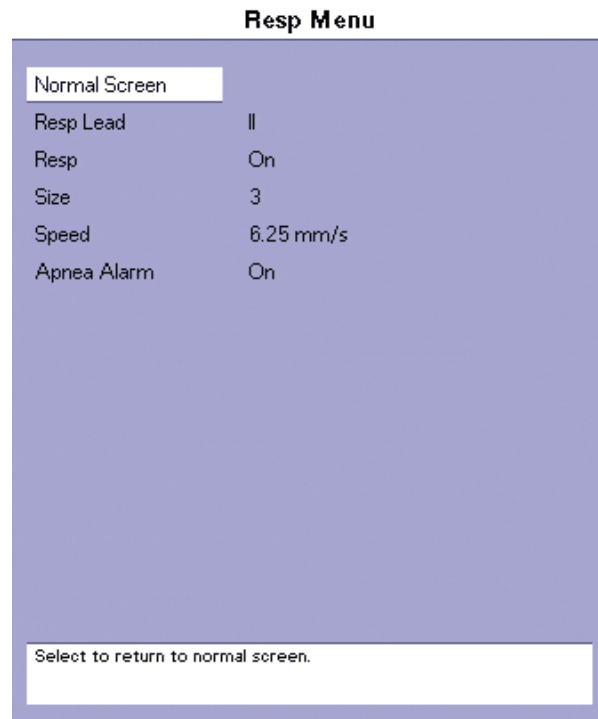 Resp Menu
Normal Screen
Resp Lead II
Resp On
Size 3
Speed 6.25 mm/s
Apnea Alarm On
Select to return to normal screen.